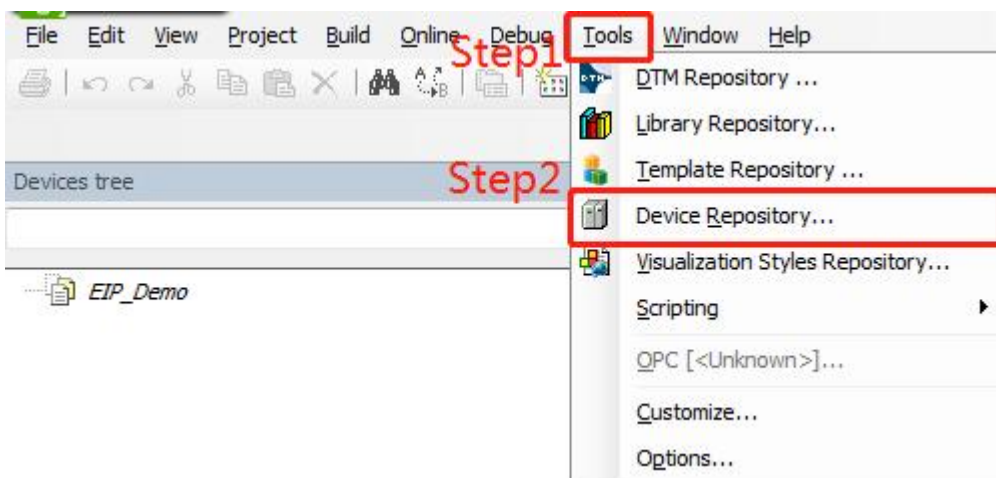 File Edit View Project Build Online Debug Tools Window Help
Step1
DTM Repository ...
Library Repository...
Template Repository ...
Devices tree
Step2
Device Repository...
Visualization Styles Repository...
EIP_Demo
Scripting
OPC [<Unknown>]...
Customize...
Options...